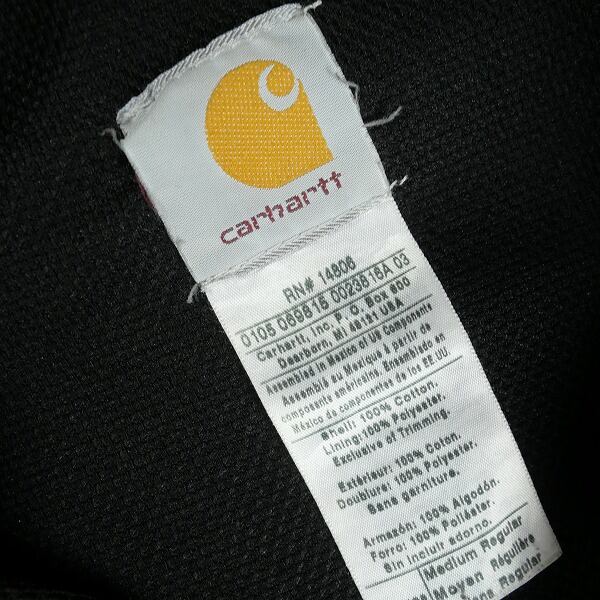 carhartt
RN# 14806
0105 069815 0023816A 03
Carhartt, Inc, P. O. Box 600
Dearborn, MI 48121 USA
Assembled in Mexico of US Components
Assemblé au Mexique à partir de
composants américains. Ensamblado en
México de componentes de los EE.UU.
Shell: 100% Cotton.
Lining:100% Polyester.
Exclusive of Trimming.
Extérieur: 100% Coton.
Doublure: 100% Polyester.
Sans garniture.
Armazón: 100% Algodón.
Forro: 100% Poliéster.
Sin incluir adorno.
Medium Regular
Moyen Régulière
Regular